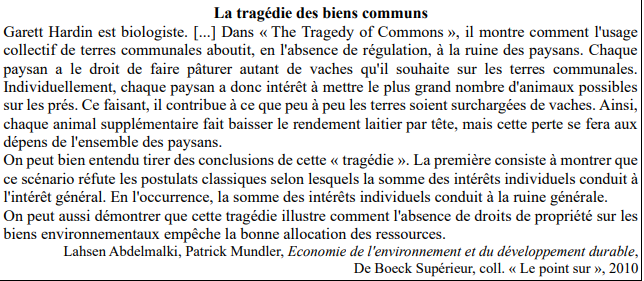 La tragédie des biens communs
Garett Hardin est biologiste. [...] Dans « The Tragedy of Commons », il montre comment l'usage
collectif de terres communales aboutit, en l'absence de régulation, à la ruine des paysans. Chaque
paysan a le droit de faire pâturer autant de vaches qu'il souhaite sur les terres communales.
Individuellement, chaque paysan a donc intérêt à mettre le plus grand nombre d'animaux possibles
sur les prés. Ce faisant, il contribue à ce que peu à peu les terres soient surchargées de vaches. Ainsi,
chaque animal supplémentaire fait baisser le rendement laitier par tête, mais cette perte se fera aux
dépens de l'ensemble des paysans.
On peut bien entendu tirer des conclusions de cette « tragédie ». La première consiste à montrer que
ce scénario réfute les postulats classiques selon lesquels la somme des intérêts individuels conduit à
l'intérêt général. En l'occurrence, la somme des intérêts individuels conduit à la ruine générale.
On peut aussi démontrer que cette tragédie illustre comment l'absence de droits de propriété sur les
biens environnementaux empêche la bonne allocation des ressources.
Lahsen Abdelmalki, Patrick Mundler, Economie de l'environnement et du développement durable,
De Boeck Supérieur, coll. « Le point sur », 2010